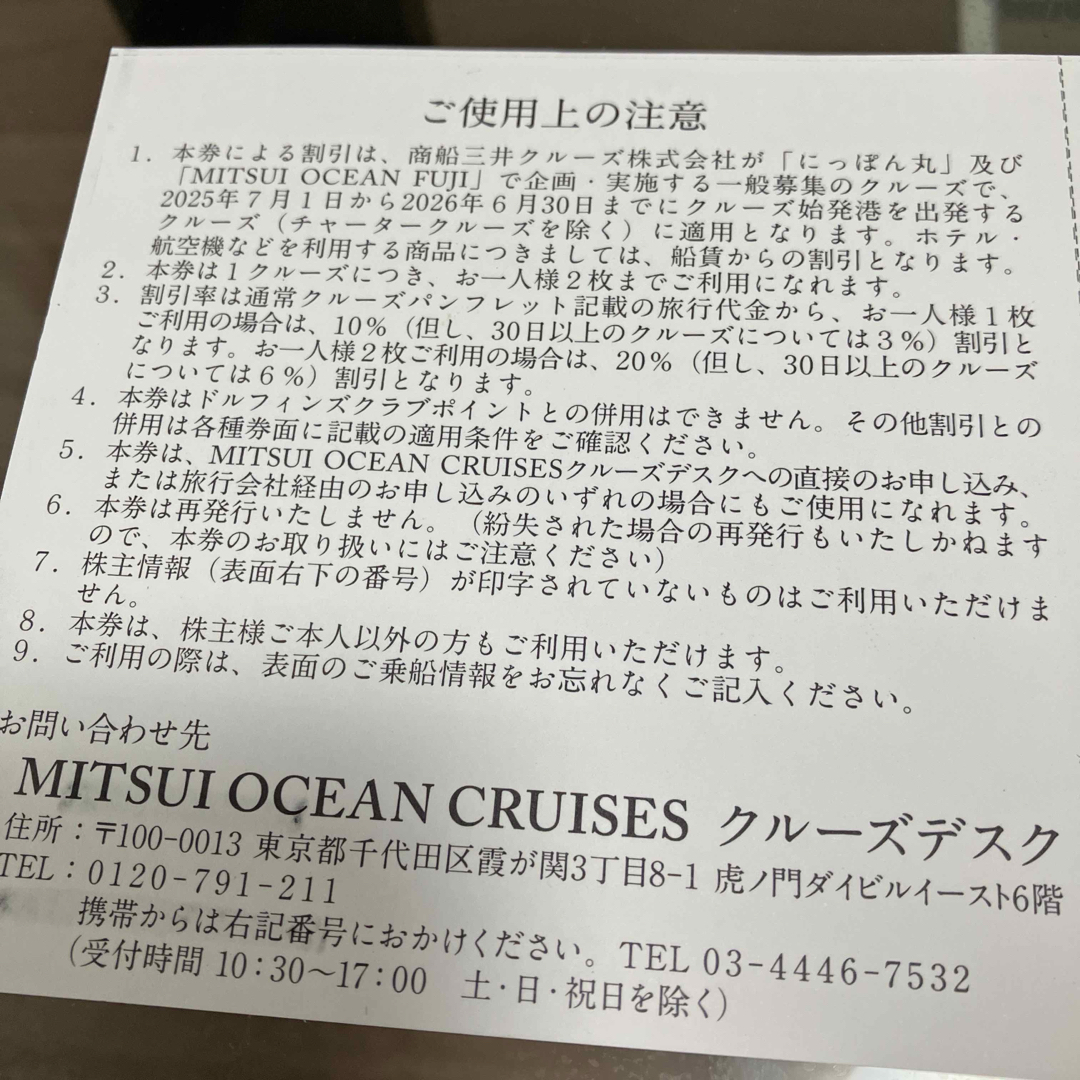 ご使用上の注意
1．本券による割引は、商船三井クルーズ株式会社が「にっぽん丸」及び
「MITSUI OCEAN FUJI」で企画・実施する一般募集のクルーズで、
2025年７月１日から2026年６月30日までにクルーズ始発港を出発する
クルーズ（チャータークルーズを除く）に適用となります。ホテル・
航空機などを利用する商品につきましては、船賃からの割引となります。
2．本券は１クルーズにつき、お一人様２枚までご利用になれます。
3．割引率は通常クルーズパンフレット記載の旅行代金から、お一人様１枚
ご利用の場合は、10％（但し、30日以上のクルーズについては３％）割引と
なります。お一人様２枚ご利用の場合は、20％（但し、30日以上のクルーズ
については６％）割引となります。
4．本券はドルフィンズクラブポイントとの併用はできません。その他割引との
併用は各種券面に記載の適用条件をご確認ください。
5．本券は、MITSUI OCEAN CRUISESクルーズデスクへの直接のお申し込み、
または旅行会社経由のお申し込みのいずれの場合にもご使用になれます。
6．本券は再発行いたしません。（紛失された場合の再発行もいたしかねます
ので、本券のお取り扱いにはご注意ください）
7．株主情報（表面右下の番号）が印字されていないものはご利用いただけま
せん。
8．本券は、株主様ご本人以外の方もご利用いただけます。
9．ご利用の際は、表面のご乗船情報をお忘れなくご記入ください。
お問い合わせ先
MITSUI OCEAN CRUISES クルーズデスク
住所：〒100-0013 東京都千代田区霞が関3丁目8-1 虎ノ門ダイビルイースト6階
TEL：0120-791-211
携帯からは右記番号におかけください。TEL 03-4446-7532
(受付時間 10：30～17：00　土・日・祝日を除く)